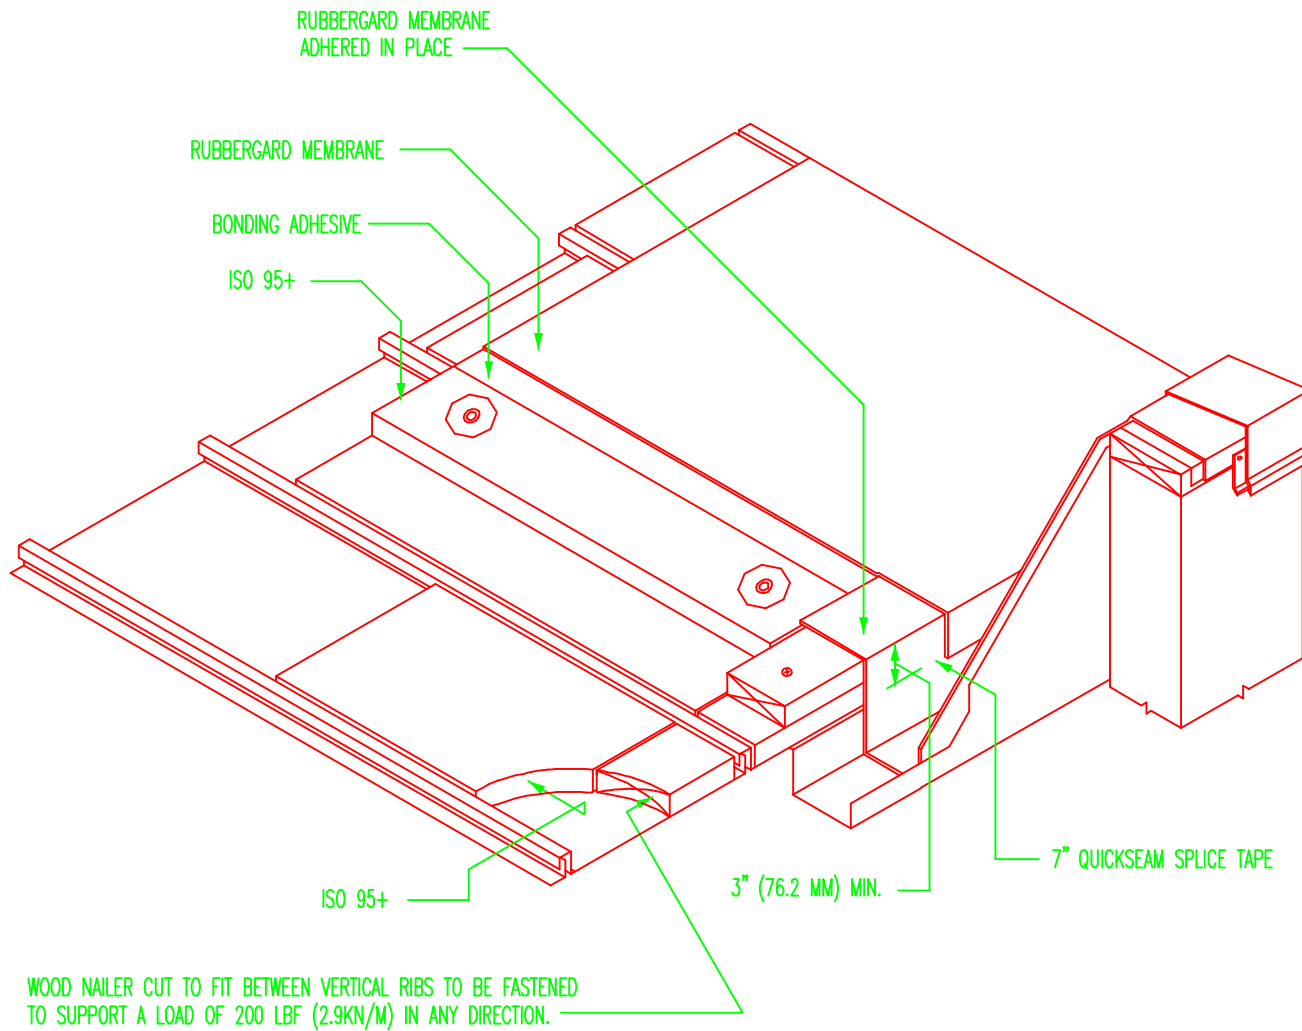 RUBBERGARD MEMBRANE
ADHERED IN PLACE
RUBBERGARD MEMBRANE
BONDING ADHESIVE
ISO 95+
7" QUICKSEAM SPLICE TAPE
3" (76.2 MM) MIN.
ISO 95+
WOOD NAILER CUT TO FIT BETWEEN VERTICAL RIBS TO BE FASTENED
TO SUPPORT A LOAD OF 200 LBF (2.9KN/M) IN ANY DIRECTION.